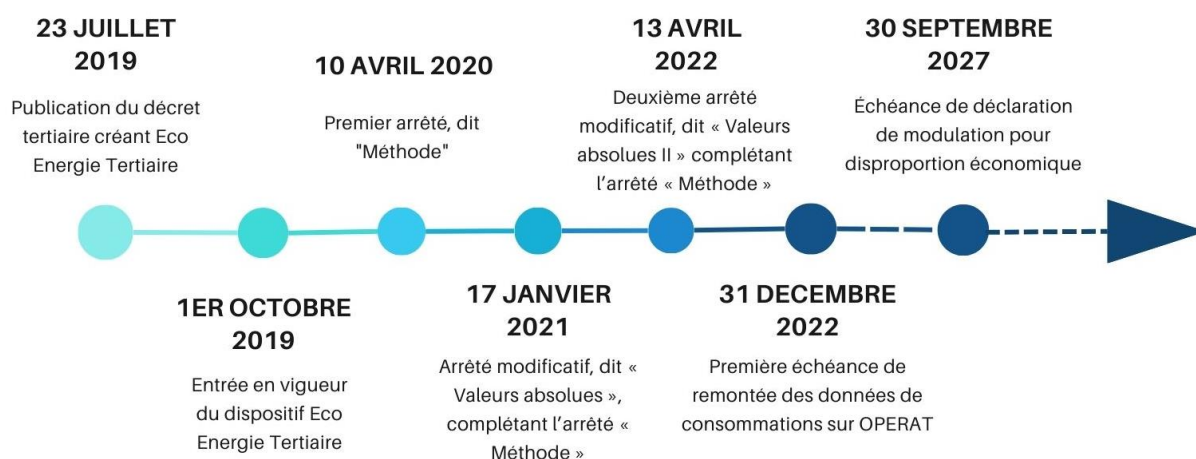 23 JUILLET
2019
Publication du décret
tertiaire créant Eco
Energie Tertiaire
1ER OCTOBRE
2019
Entrée en vigueur
du dispositif Eco
Energie Tertiaire
10 AVRIL 2020
Premier arrêté, dit
"Méthode"
17 JANVIER
2021
Arrêté modificatif, dit «
Valeurs absolues »,
complétant l’arrêté «
Méthode »
13 AVRIL
2022
Deuxième arrêté
modificatif, dit « Valeurs
absolues II » complétant
l’arrêté « Méthode »
31 DECEMBRE
2022
Première échéance de
remontée des données de
consommations sur OPERAT
30 SEPTEMBRE
2027
Échéance de déclaration
de modulation pour
disproportion économique